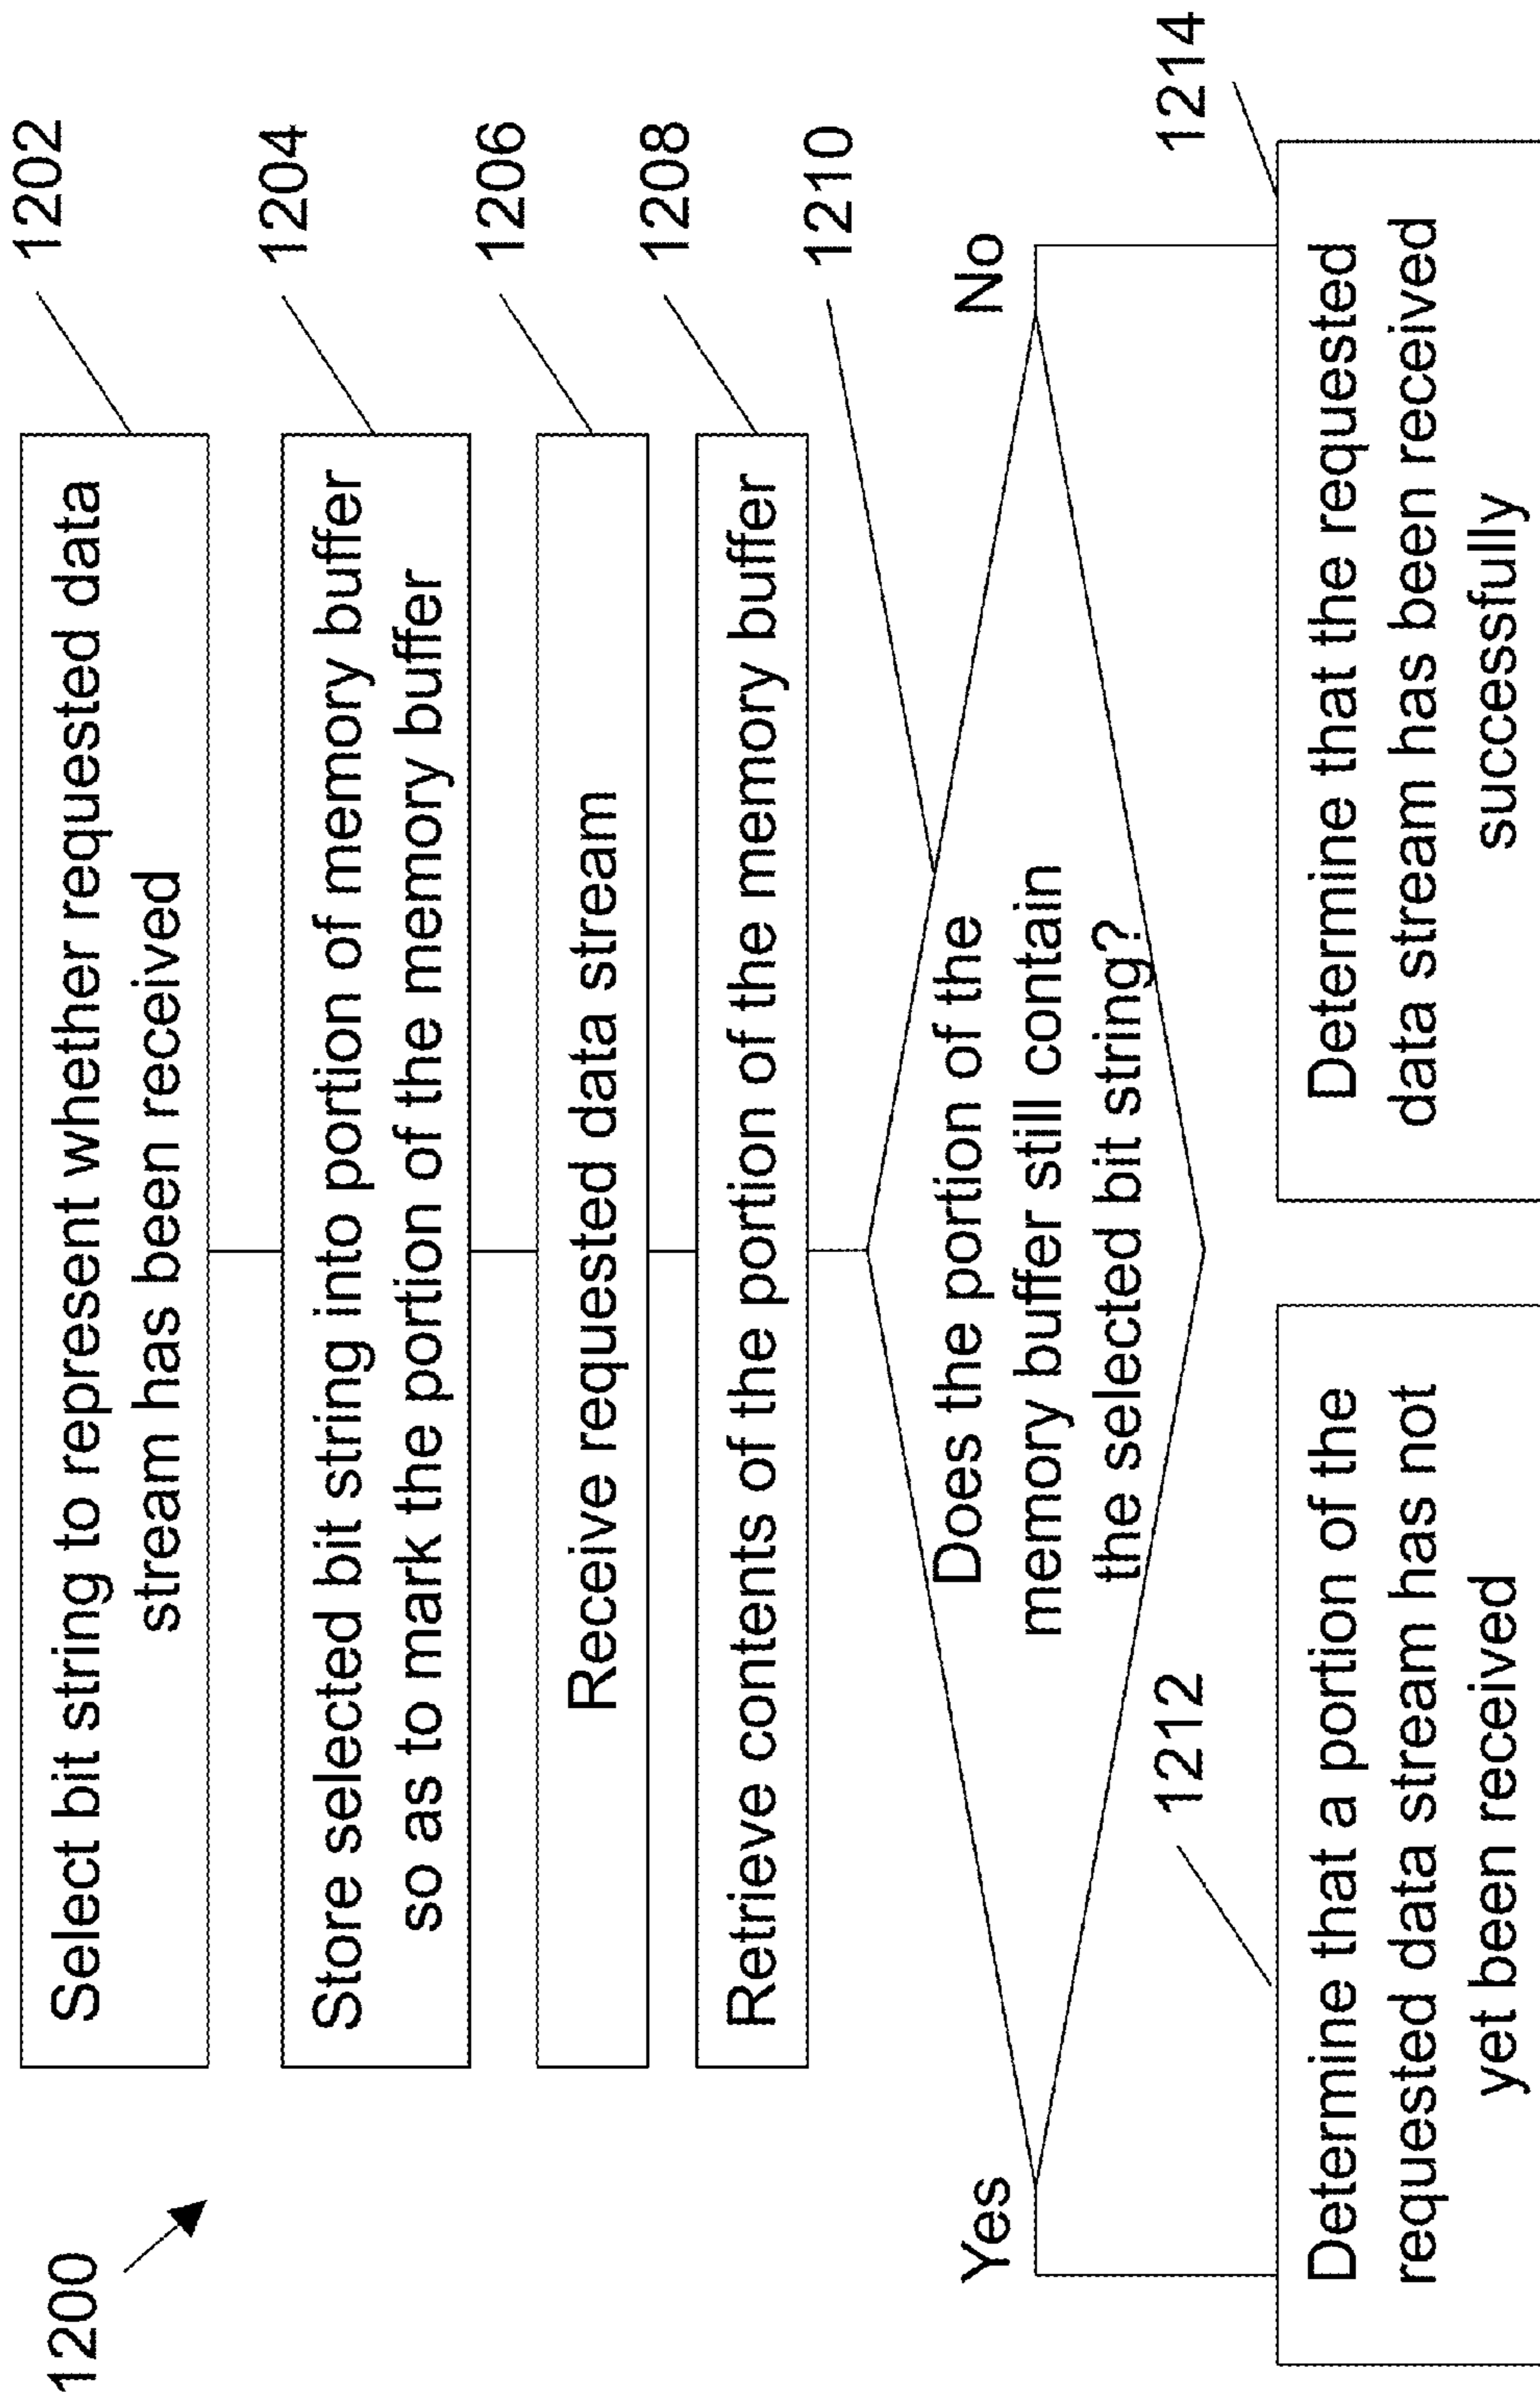 1200
Select bit string to represent whether requested data
stream has been received
1202
Store selected bit string into portion of memory buffer
so as to mark the portion of the memory buffer
1204
Receive requested data stream
1206
Retrieve contents of the portion of the memory buffer
1208
Does the portion of the
memory buffer still contain
the selected bit string?
1210
Yes
No
1212
Determine that a portion of the
requested data stream has not
yet been received
1214
Determine that the requested
data stream has been received
successfully